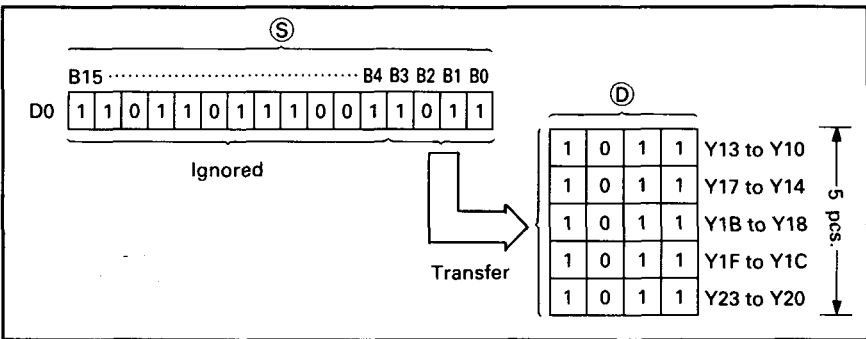 Ⓢ
B15 ·································· B4 B3 B2 B1 B0
D0 1 1 0 1 1 0 1 1 1 0 0 1 1 0 1 1
Ignored
Transfer
Ⓓ
1 0 1 1 Y13 to Y10
1 0 1 1 Y17 to Y14
1 0 1 1 Y1B to Y18
1 0 1 1 Y1F to Y1C
1 0 1 1 Y23 to Y20
5 pcs.